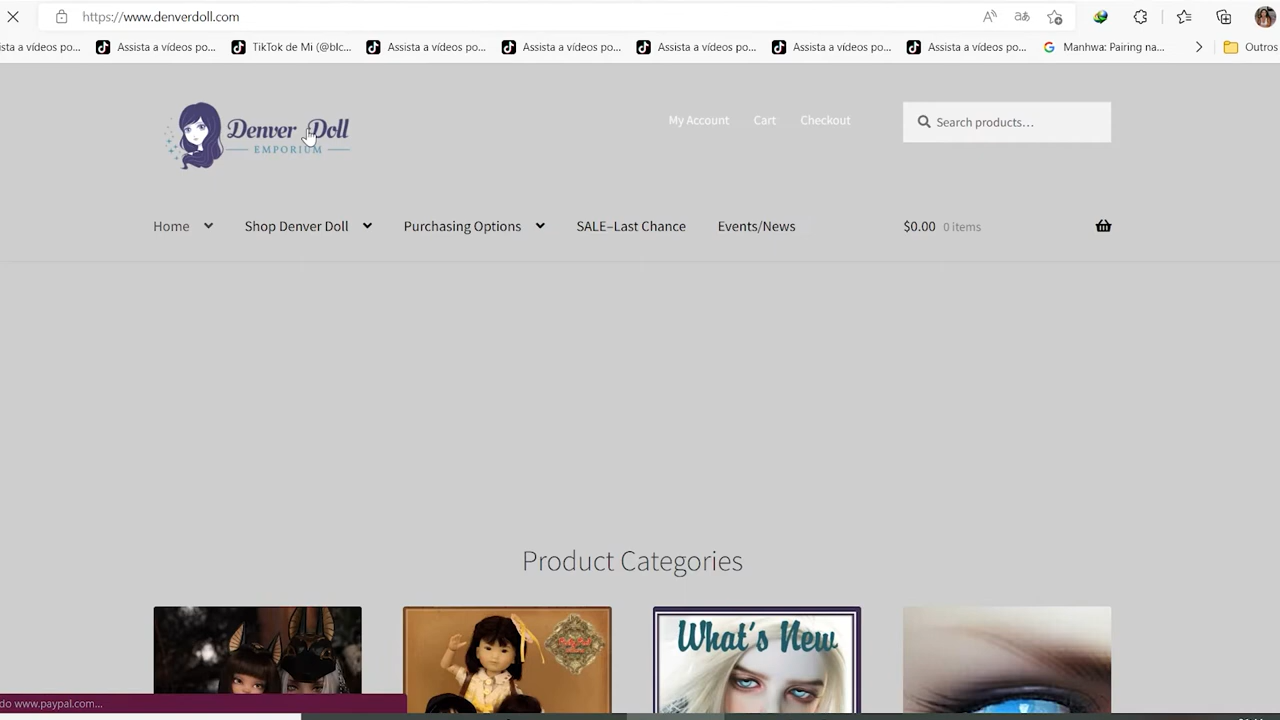 https://www.denverdoll.com
ista a vídeos po... Assista a vídeos po... TikTok de Mi (@blc... Assista a vídeos po... Assista a vídeos po... Assista a vídeos po... Assista a vídeos po... Assista a vídeos po... Manhwa: Pairing na... Outros
Denver Doll
EMPORIUM
My Account Cart Checkout
Search products…
Home Shop Denver Doll Purchasing Options SALE–Last Chance Events/News $0.00 0 items
Product Categories
What's New
do www.paypal.com...